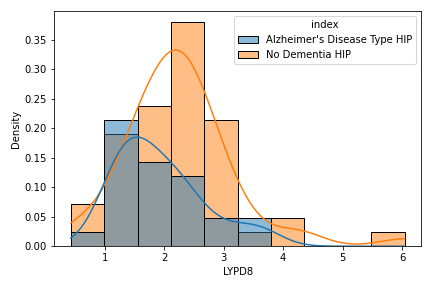 index
Alzheimer's Disease Type HIP
No Dementia HIP
0.35
0.30
0.25
0.20
0.15
0.10
0.05
0.00
Density
1 2 3 4 5 6
LYPD8